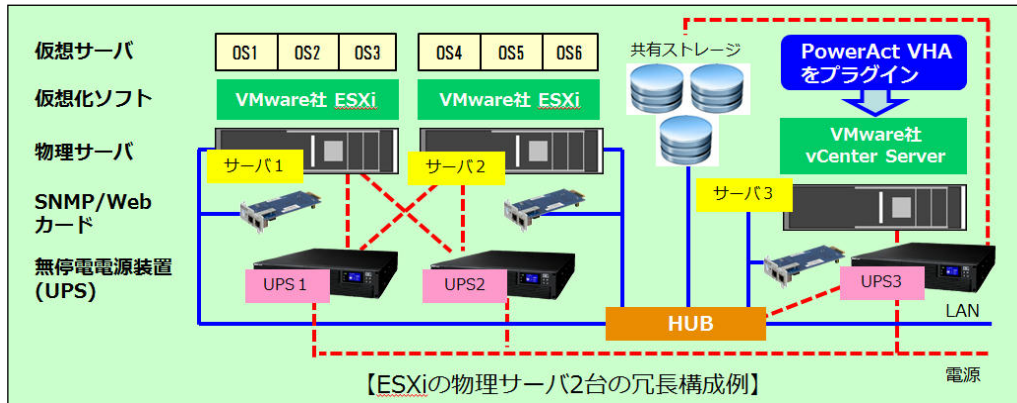 仮想サーバ
OS1 OS2 OS3
OS4 OS5 OS6
共有ストレージ
PowerAct VHA
をプラグイン
仮想化ソフト
VMware社 ESXi
VMware社 ESXi
VMware社
vCenter Server
物理サーバ
サーバ1
サーバ2
サーバ3
SNMP/Web
カード
無停電電源装置
(UPS)
UPS1
UPS2
UPS3
HUB
LAN
電源
【ESXiの物理サーバ2台の冗長構成例】